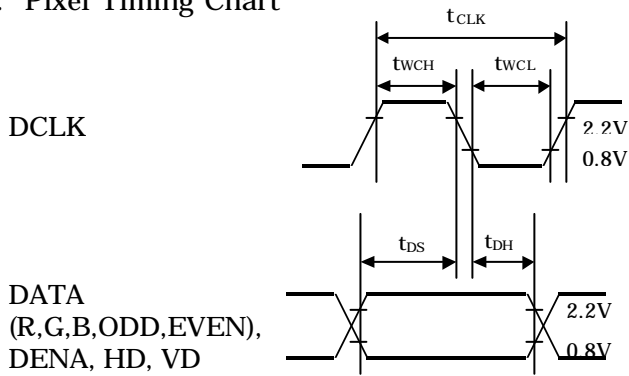 . Pixel Timing Chart
tCLK
tWCH tWCL
DCLK
2.2V
0.8V
tDS tDH
DATA
(R,G,B,ODD,EVEN),
DENA, HD, VD
2.2V
0.8V